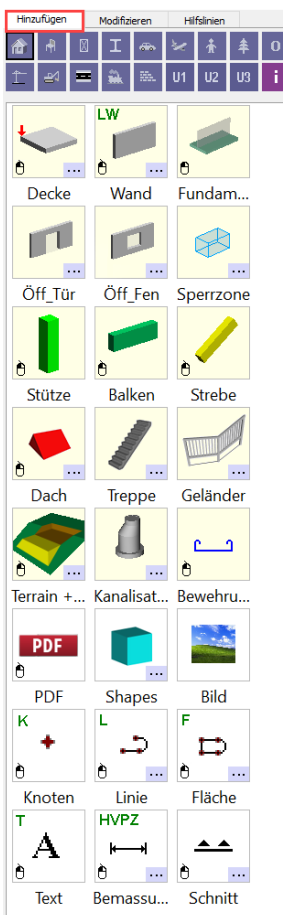 Hinzufügen Modifizieren Hilfslinien
U1 U2 U3 i
LW
... ...
Decke Wand Fundam...
... ... ...
Öff_Tür Öff_Fen Sperrzone
Stütze Balken Strebe
... ... ...
Dach Treppe Geländer
... ...
Terrain +... Kanalisat... Bewehru...
PDF
...
PDF Shapes Bild
K L F
... ...
Knoten Linie Fläche
T HVPZ
A
... ...
Text Bemassu... Schnitt